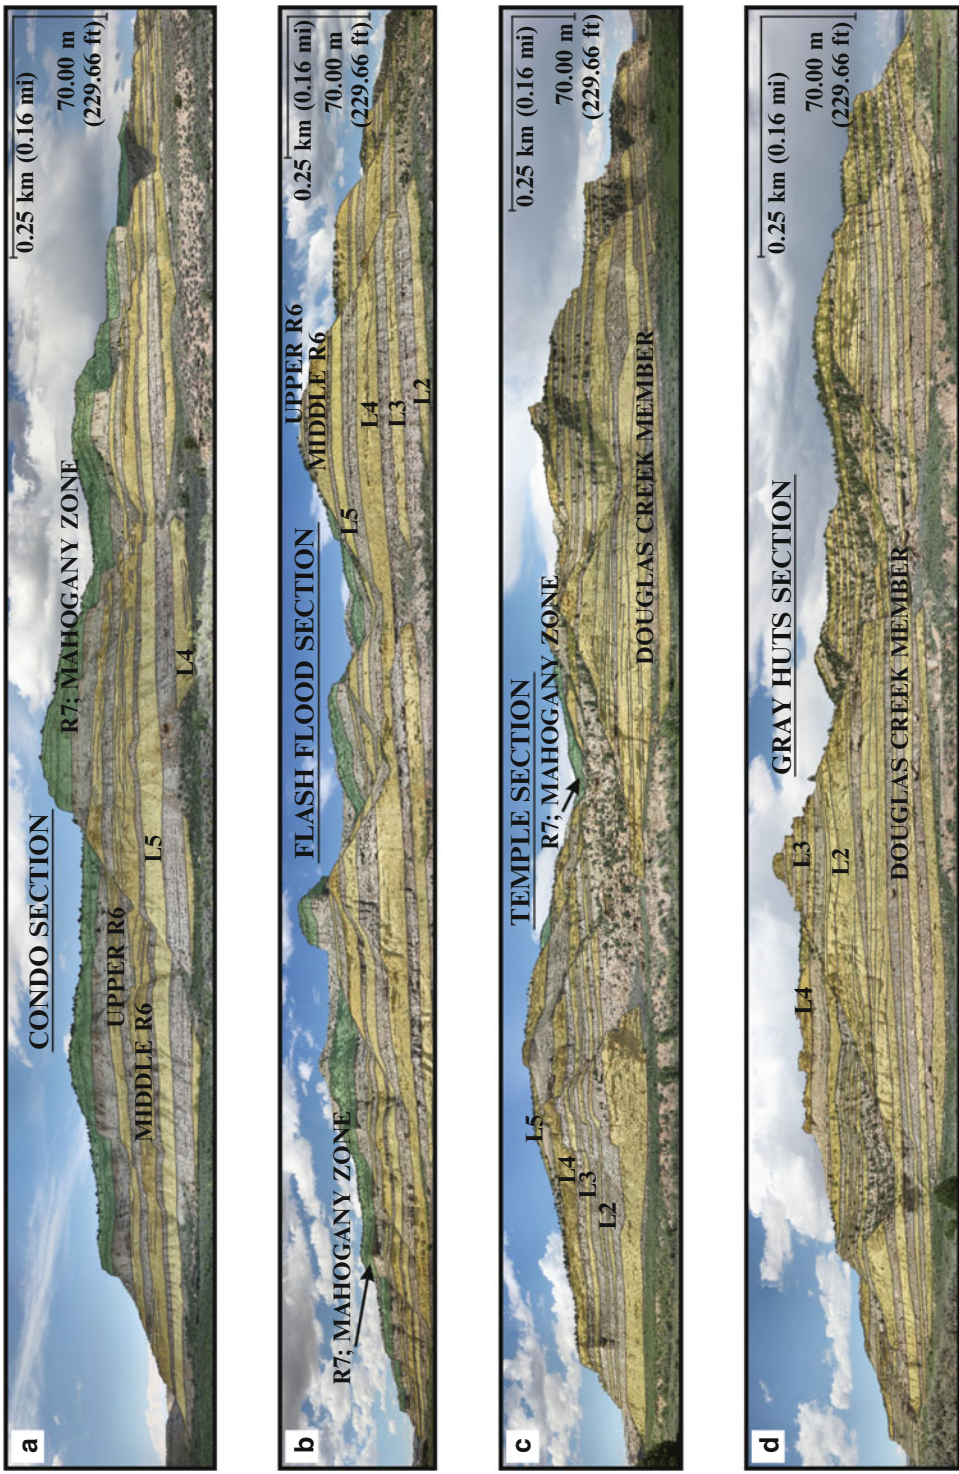 a
CONDO SECTION
0.25 km (0.16 mi)
70.00 m
(229.66 ft)
R7; MAHOGANY ZONE
UPPER R6
MIDDLE R6
L5
L4
b
FLASH FLOOD SECTION
0.25 km (0.16 mi)
70.00 m
(229.66 ft)
R7; MAHOGANY ZONE
UPPER R6
MIDDLE R6
L5
L4
L3
L2
c
TEMPLE SECTION
0.25 km (0.16 mi)
70.00 m
(229.66 ft)
R7; MAHOGANY ZONE
L5
L4
L3
L2
DOUGLAS CREEK MEMBER
d
GRAY HUTS SECTION
0.25 km (0.16 mi)
70.00 m
(229.66 ft)
L4
L3
L2
DOUGLAS CREEK MEMBER